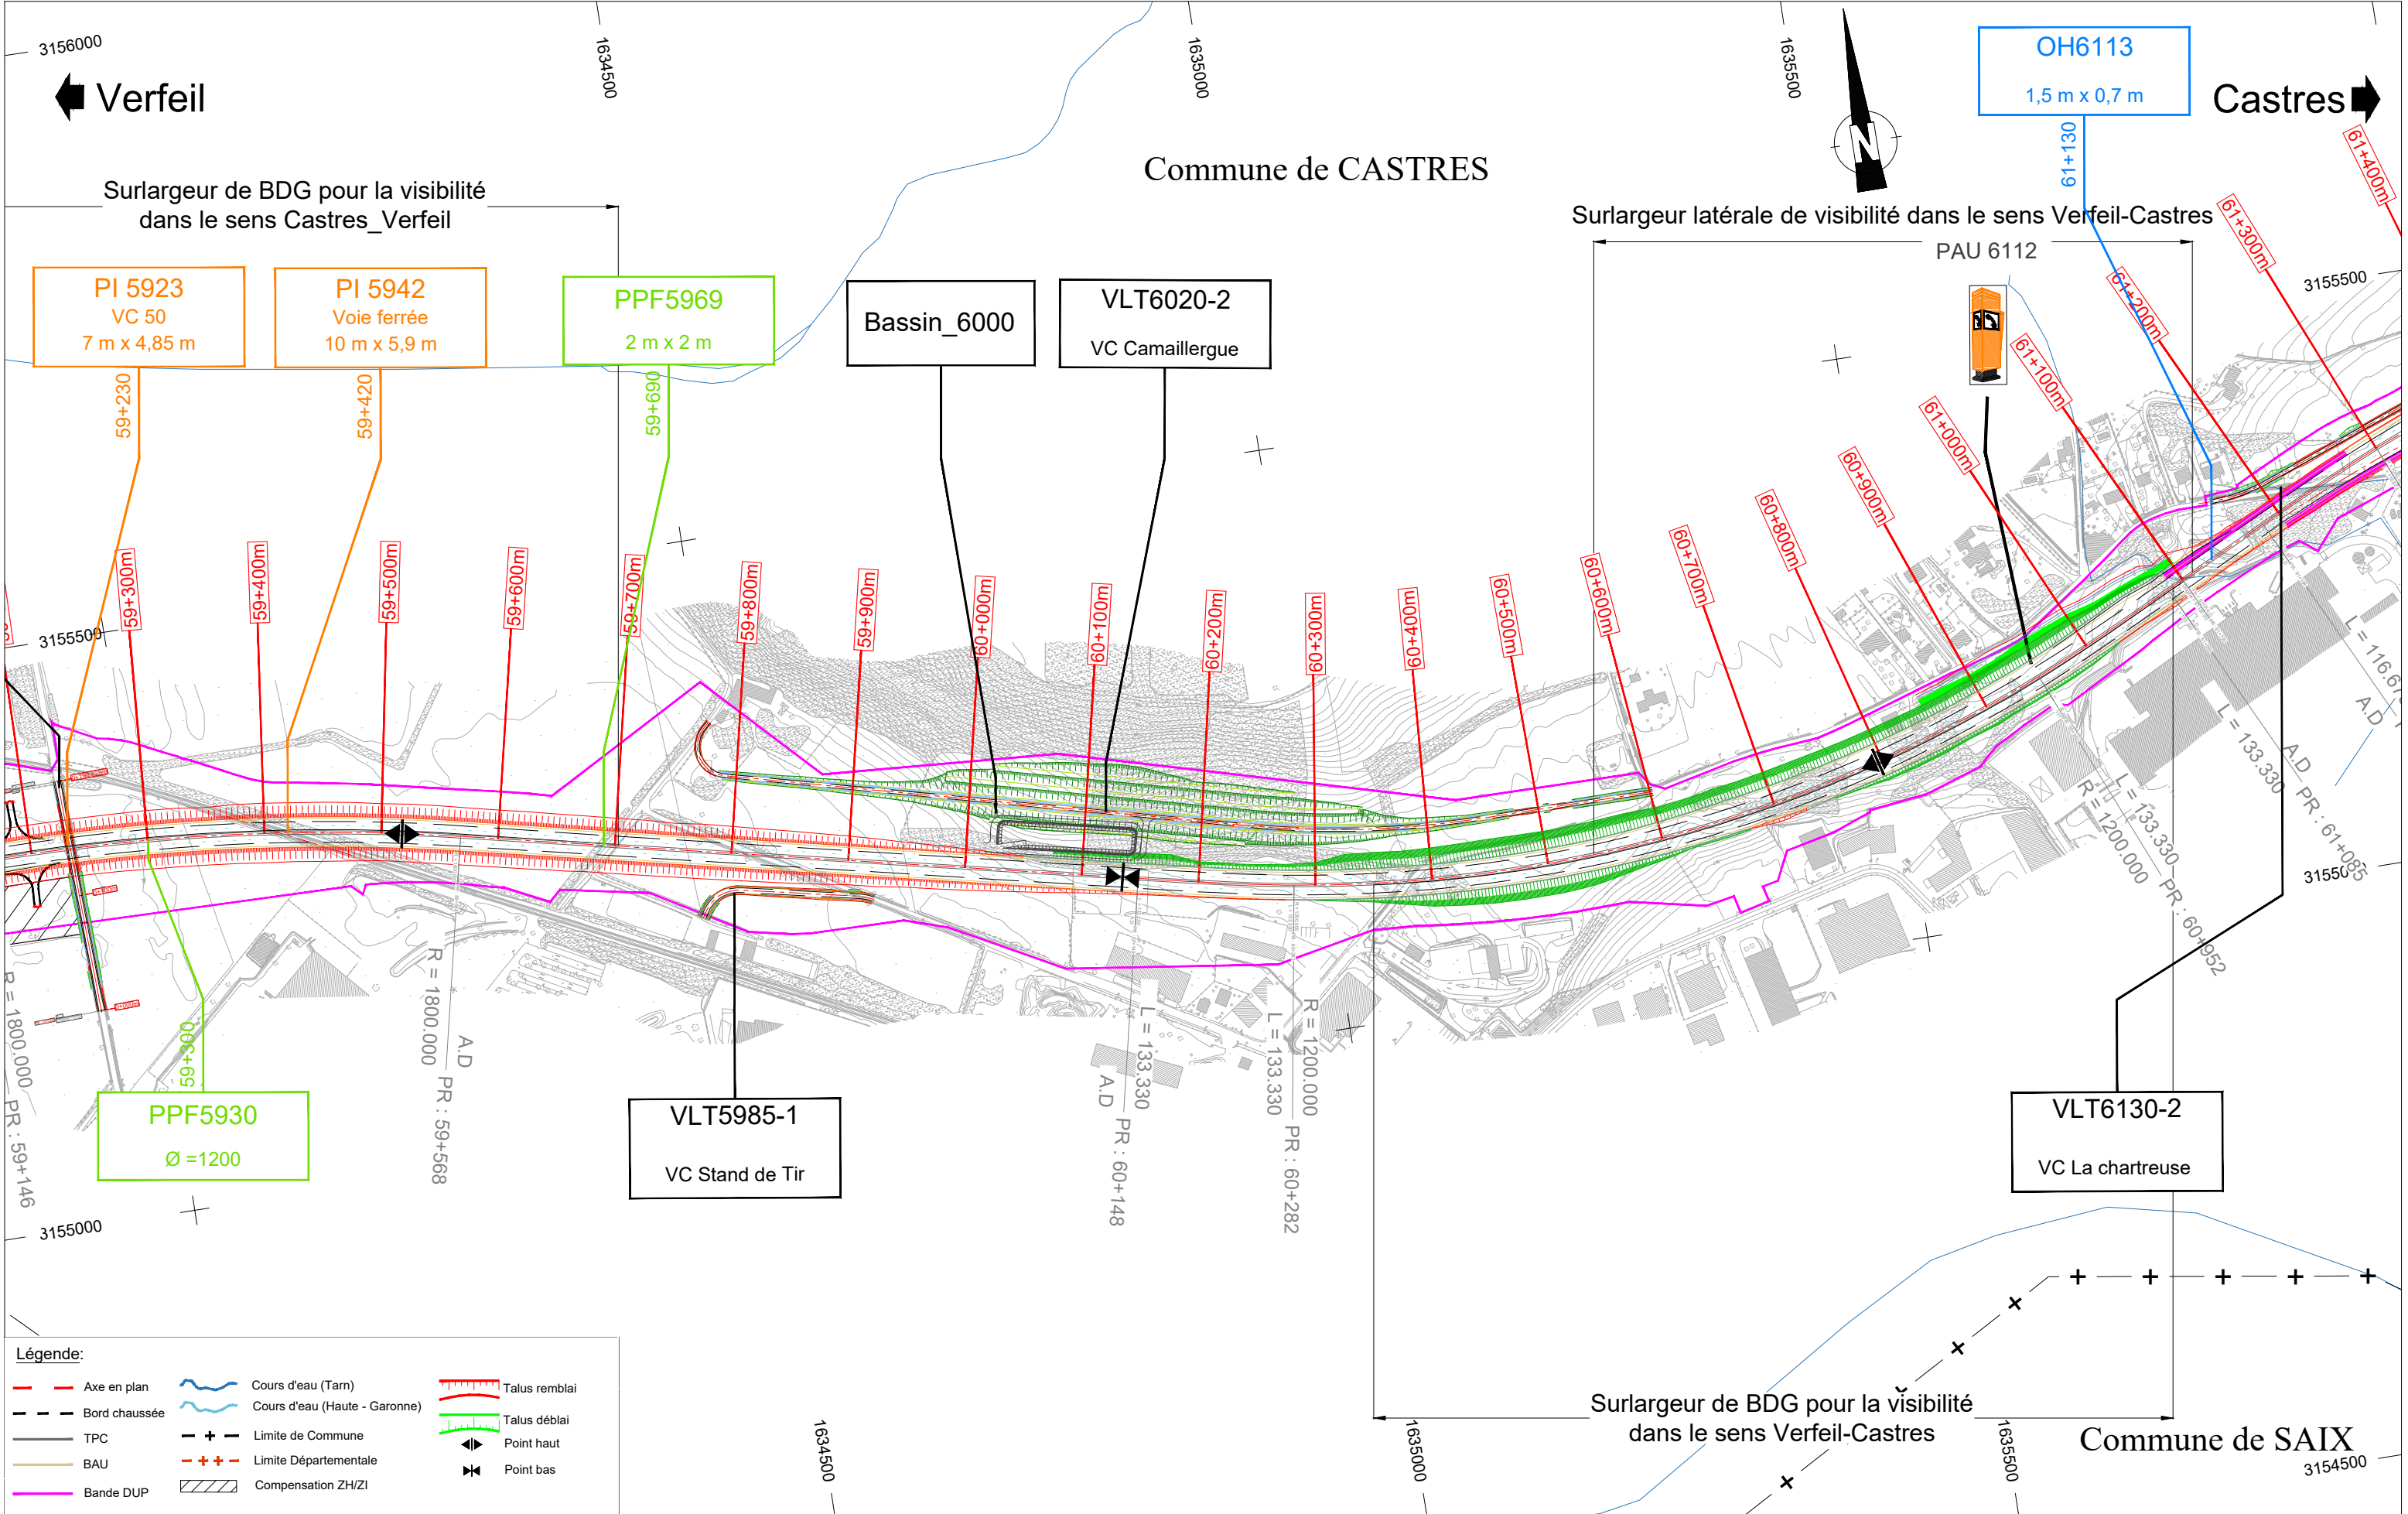 3156000
1634500
1635000
1635500
Verfeil
Castres
OH6113
1,5 m x 0,7 m
61+130
Commune de CASTRES
Surlargeur de BDG pour la visibilité
dans le sens Castres_Verfeil
Surlargeur latérale de visibilité dans le sens Verfeil-Castres
PAU 6112
N
PI 5923
VC 50
7 m x 4,85 m
59+230
PI 5942
Voie ferrée
10 m x 5,9 m
59+420
PPF5969
2 m x 2 m
59+690
Bassin_6000
VLT6020-2
VC Camaillergue
3155500
3155500
59+300m
59+400m
59+500m
59+600m
59+700m
59+800m
59+900m
60+000m
60+100m
60+200m
60+300m
60+400m
60+500m
60+600m
60+700m
60+800m
60+900m
61+000m
61+100m
61+200m
61+300m
61+400m
R = 1800.000
PR : 59+146
R = 1800.000
A.D
PR : 59+568
L = 133.330
A.D
PR : 60+148
R = 1200.000
L = 133.330
PR : 60+282
L = 133.330
R = 1200.000
PR : 60+952
L = 133.330
A.D
PR : 61+085
A.D
59+300
PPF5930
Ø =1200
VLT5985-1
VC Stand de Tir
VLT6130-2
VC La chartreuse
3155000
Surlargeur de BDG pour la visibilité
dans le sens Verfeil-Castres
Commune de SAIX
3154500
1634500
1635000
1635500
Légende:
Axe en plan
Bord chaussée
TPC
BAU
Bande DUP
Cours d'eau (Tarn)
Cours d'eau (Haute - Garonne)
Limite de Commune
Limite Départementale
Compensation ZH/ZI
Talus remblai
Talus déblai
Point haut
Point bas